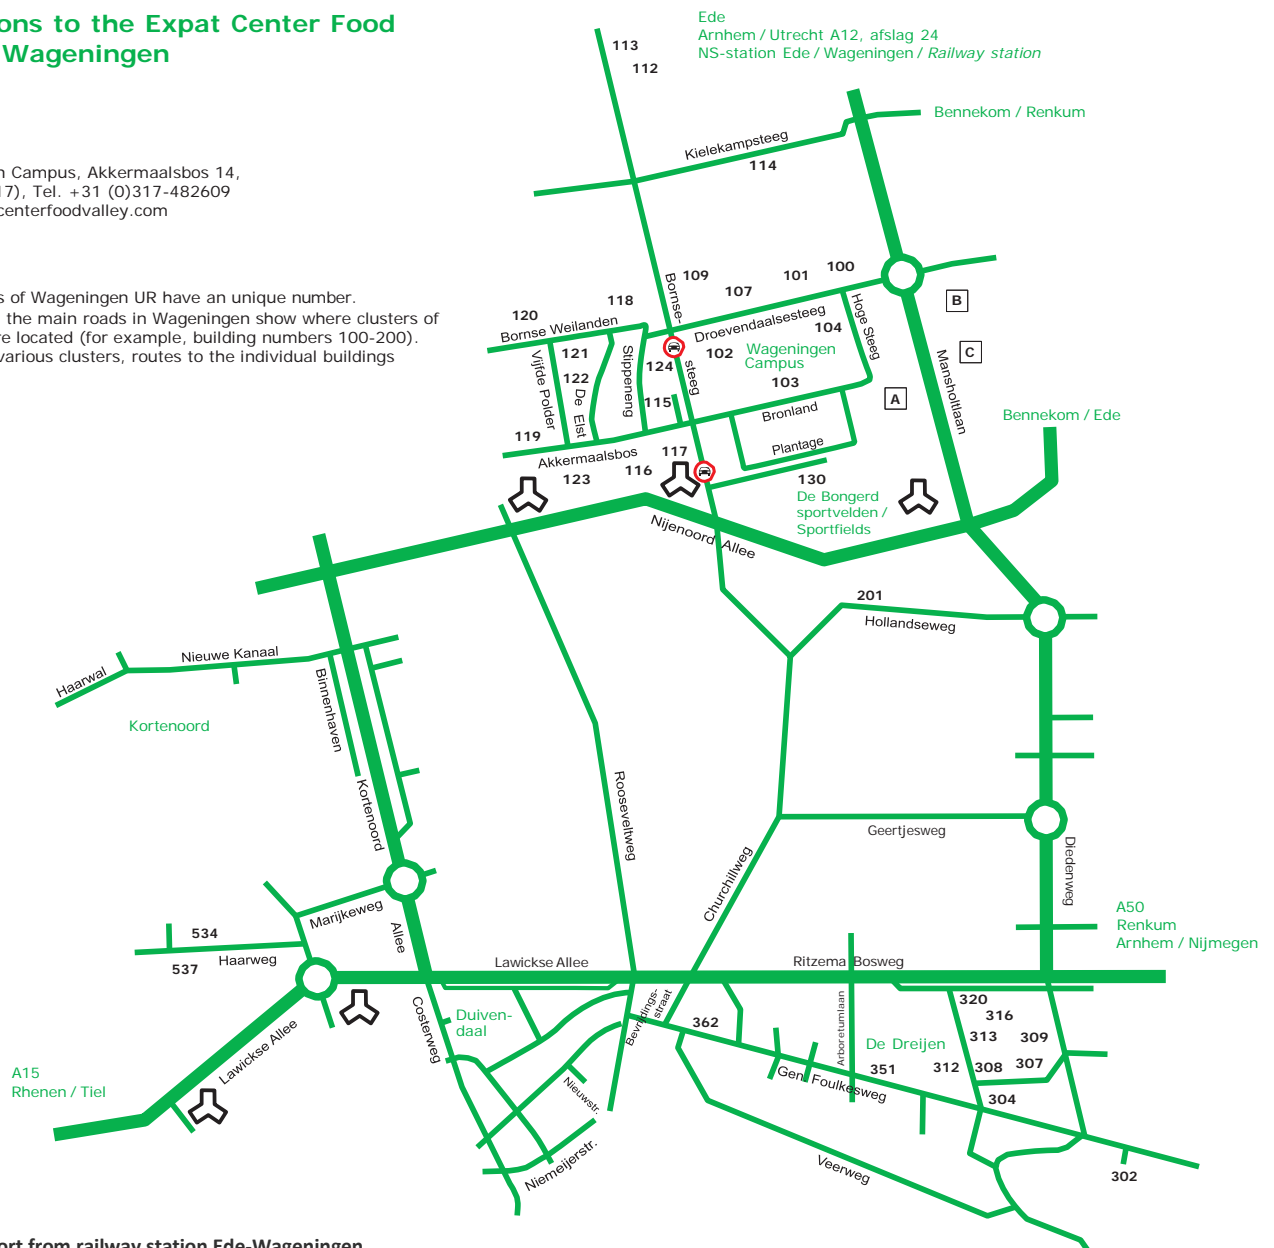 ons to the Expat Center Food
Wageningen
n Campus, Akkermaalsbos 14,
17), Tel. +31 (0)317-482609
centerfoodvalley.com
s of Wageningen UR have an unique number.
the main roads in Wageningen show where clusters of
re located (for example, building numbers 100-200).
various clusters, routes to the individual buildings
Ede
Arnhem / Utrecht A12, afslag 24
NS-station Ede / Wageningen / Railway station
113
112
Bennekom / Renkum
Kielekampsteeg
114
Bornse-
steeg
109
107
101
100
118
120
Bornse Weilanden
Droevendaalsesteeg
104
Hoge Steeg
B
C
A
Mansholtlaan
121
122
Vijfde Polder
De Elst
Stippeneng
124
102
Wageningen
Campus
103
115
Bronland
Plantage
Bennekom / Ede
119
Akkermaalsbos
117
116
123
130
De Bongerd
sportvelden /
Sportfields
Nijenoord Allee
201
Hollandseweg
Nieuwe Kanaal
Haarwal
Binnenhaven
Kortenoord
Kortenoord
Allee
Rooseveltweg
Churchillweg
Geertjesweg
Diedenweg
Marijkeweg
534
537
Haarweg
A50
Renkum
Arnhem / Nijmegen
Lawickse Allee
Ritzema Bosweg
Lawickse Allee
Costerweg
Duiven-
daal
Bevrijdings-
straat
362
Arboretumlaan
De Dreijen
351
320
316
313
309
312
308
307
304
302
Gen. Foulkesweg
A15
Rhenen / Tiel
Nieuwstr.
Niemeijerstr.
Veerweg
ort from railway station Ede-Wageningen